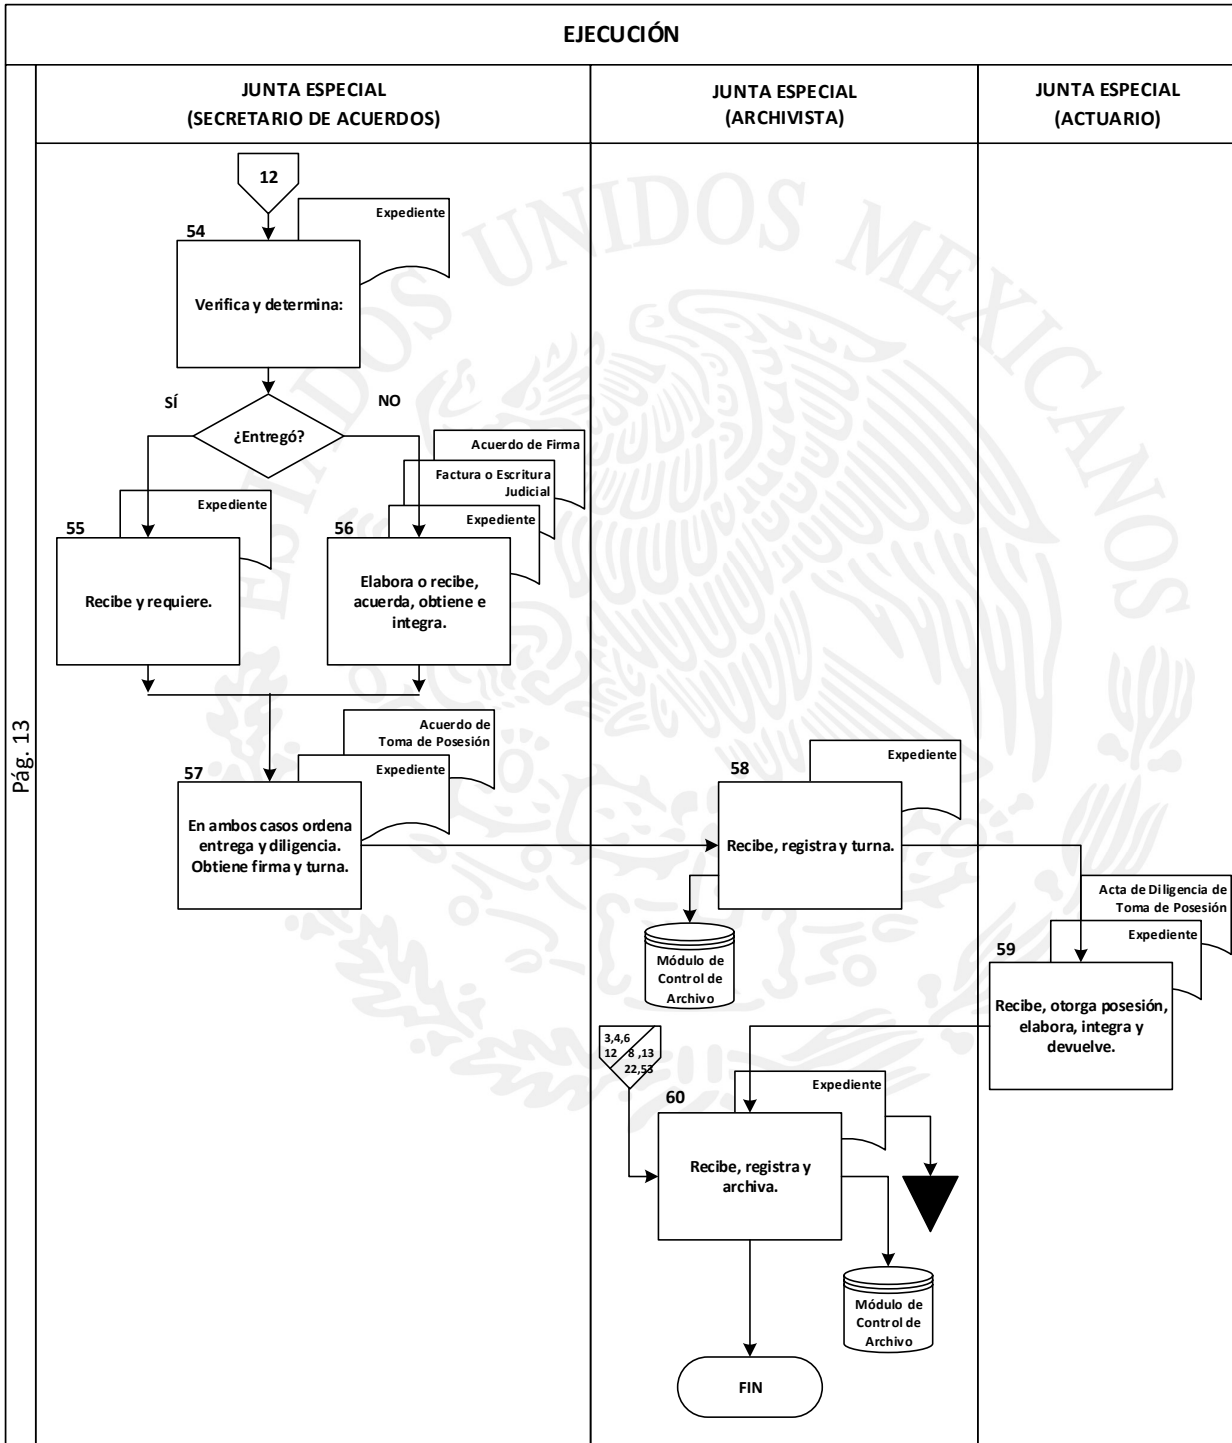 EJECUCIÓN
JUNTA ESPECIAL
(SECRETARIO DE ACUERDOS)
JUNTA ESPECIAL
(ARCHIVISTA)
JUNTA ESPECIAL
(ACTUARIO)
Pág. 13
12
Expediente
54
Verifica y determina:
SÍ
NO
¿Entregó?
Acuerdo de Firma
Factura o Escritura
Judicial
Expediente
Expediente
55
56
Recibe y requiere.
Elabora o recibe,
acuerda, obtiene e
integra.
Acuerdo de
Toma de Posesión
Expediente
57
En ambos casos ordena
entrega y diligencia.
Obtiene firma y turna.
Expediente
58
Recibe, registra y turna.
Módulo de
Control de
Archivo
Acta de Diligencia de
Toma de Posesión
Expediente
59
Recibe, otorga posesión,
elabora, integra y
devuelve.
3,4,6
12 8 ,13
22,53
Expediente
60
Recibe, registra y
archiva.
Módulo de
Control de
Archivo
FIN
ESTADOS UNIDOS MEXICANOS